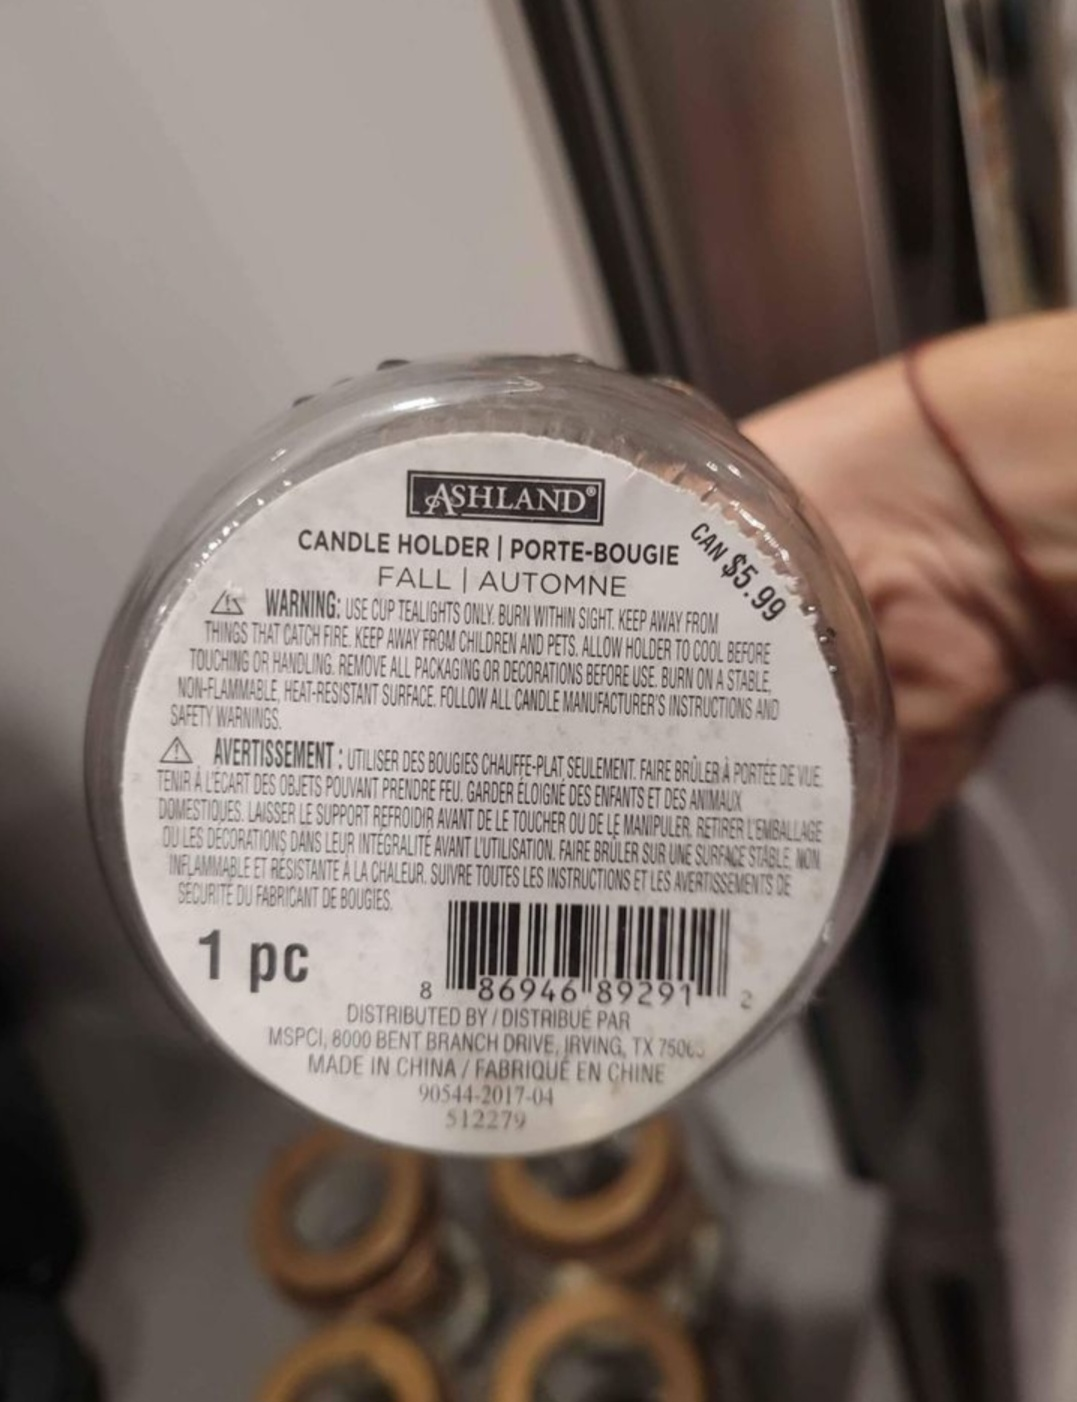 ASHLAND®
CANDLE HOLDER | PORTE-BOUGIE
CAN $5.99
FALL | AUTOMNE
WARNING: USE CUP TEALIGHTS ONLY. BURN WITHIN SIGHT. KEEP AWAY FROM
THINGS THAT CATCH FIRE. KEEP AWAY FROM CHILDREN AND PETS. ALLOW HOLDER TO COOL BEFORE
TOUCHING OR HANDLING. REMOVE ALL PACKAGING OR DECORATIONS BEFORE USE. BURN ON A STABLE,
NON-FLAMMABLE, HEAT-RESISTANT SURFACE. FOLLOW ALL CANDLE MANUFACTURER'S INSTRUCTIONS AND
SAFETY WARNINGS.
AVERTISSEMENT : UTILISER DES BOUGIES CHAUFFE-PLAT SEULEMENT. FAIRE BRÛLER À PORTÉE DE VUE.
TENIR À L'ÉCART DES OBJETS POUVANT PRENDRE FEU. GARDER ÉLOIGNÉ DES ENFANTS ET DES ANIMAUX
DOMESTIQUES. LAISSER LE SUPPORT REFROIDIR AVANT DE LE TOUCHER OU DE LE MANIPULER. RETIRER L'EMBALLAGE
OU LES DÉCORATIONS DANS LEUR INTÉGRALITÉ AVANT L'UTILISATION. FAIRE BRÛLER SUR UNE SURFACE STABLE, NON
INFLAMMABLE ET RÉSISTANTE À LA CHALEUR. SUIVRE TOUTES LES INSTRUCTIONS ET LES AVERTISSEMENTS DE
SÉCURITÉ DU FABRICANT DE BOUGIES.
1 pc
8 86946 89291 2
DISTRIBUTED BY / DISTRIBUÉ PAR
MSPCI, 8000 BENT BRANCH DRIVE, IRVING, TX
MADE IN CHINA / FABRIQUÉ EN CHINE
90544-2017-04
512279